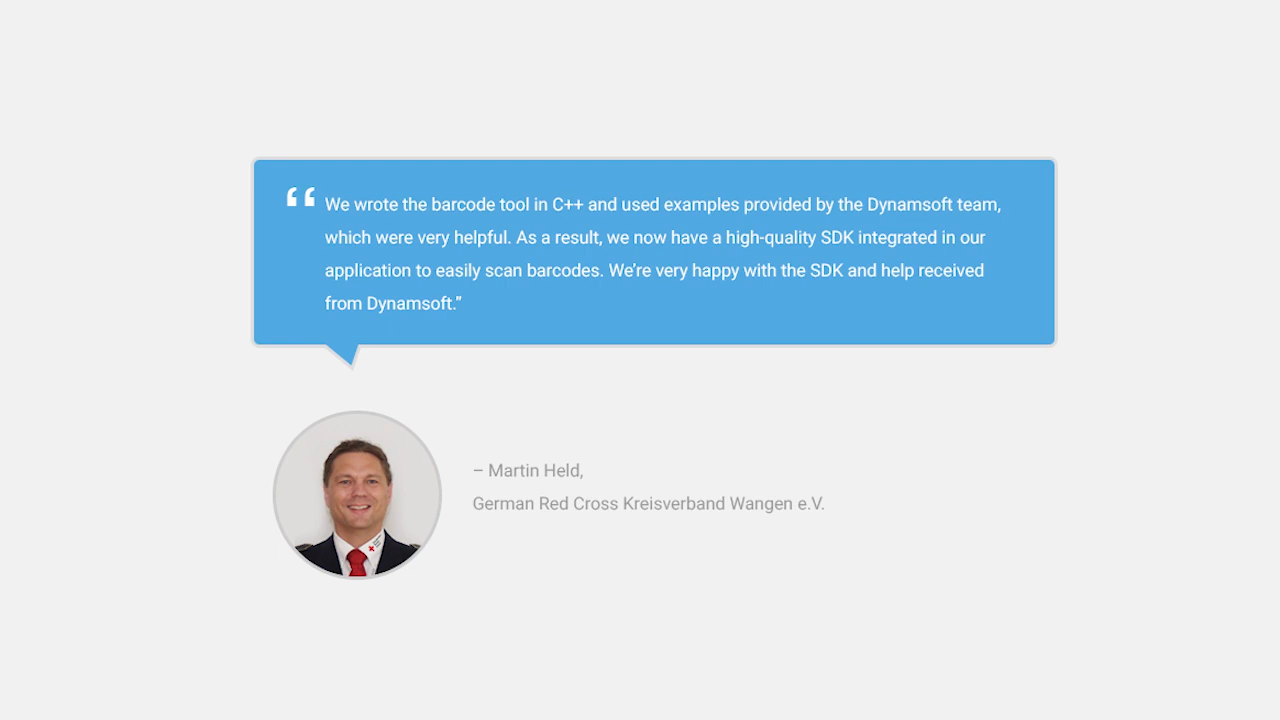 “ We wrote the barcode tool in C++ and used examples provided by the Dynamsoft team,
which were very helpful. As a result, we now have a high-quality SDK integrated in our
application to easily scan barcodes. We’re very happy with the SDK and help received
from Dynamsoft.”
– Martin Held,
German Red Cross Kreisverband Wangen e.V.